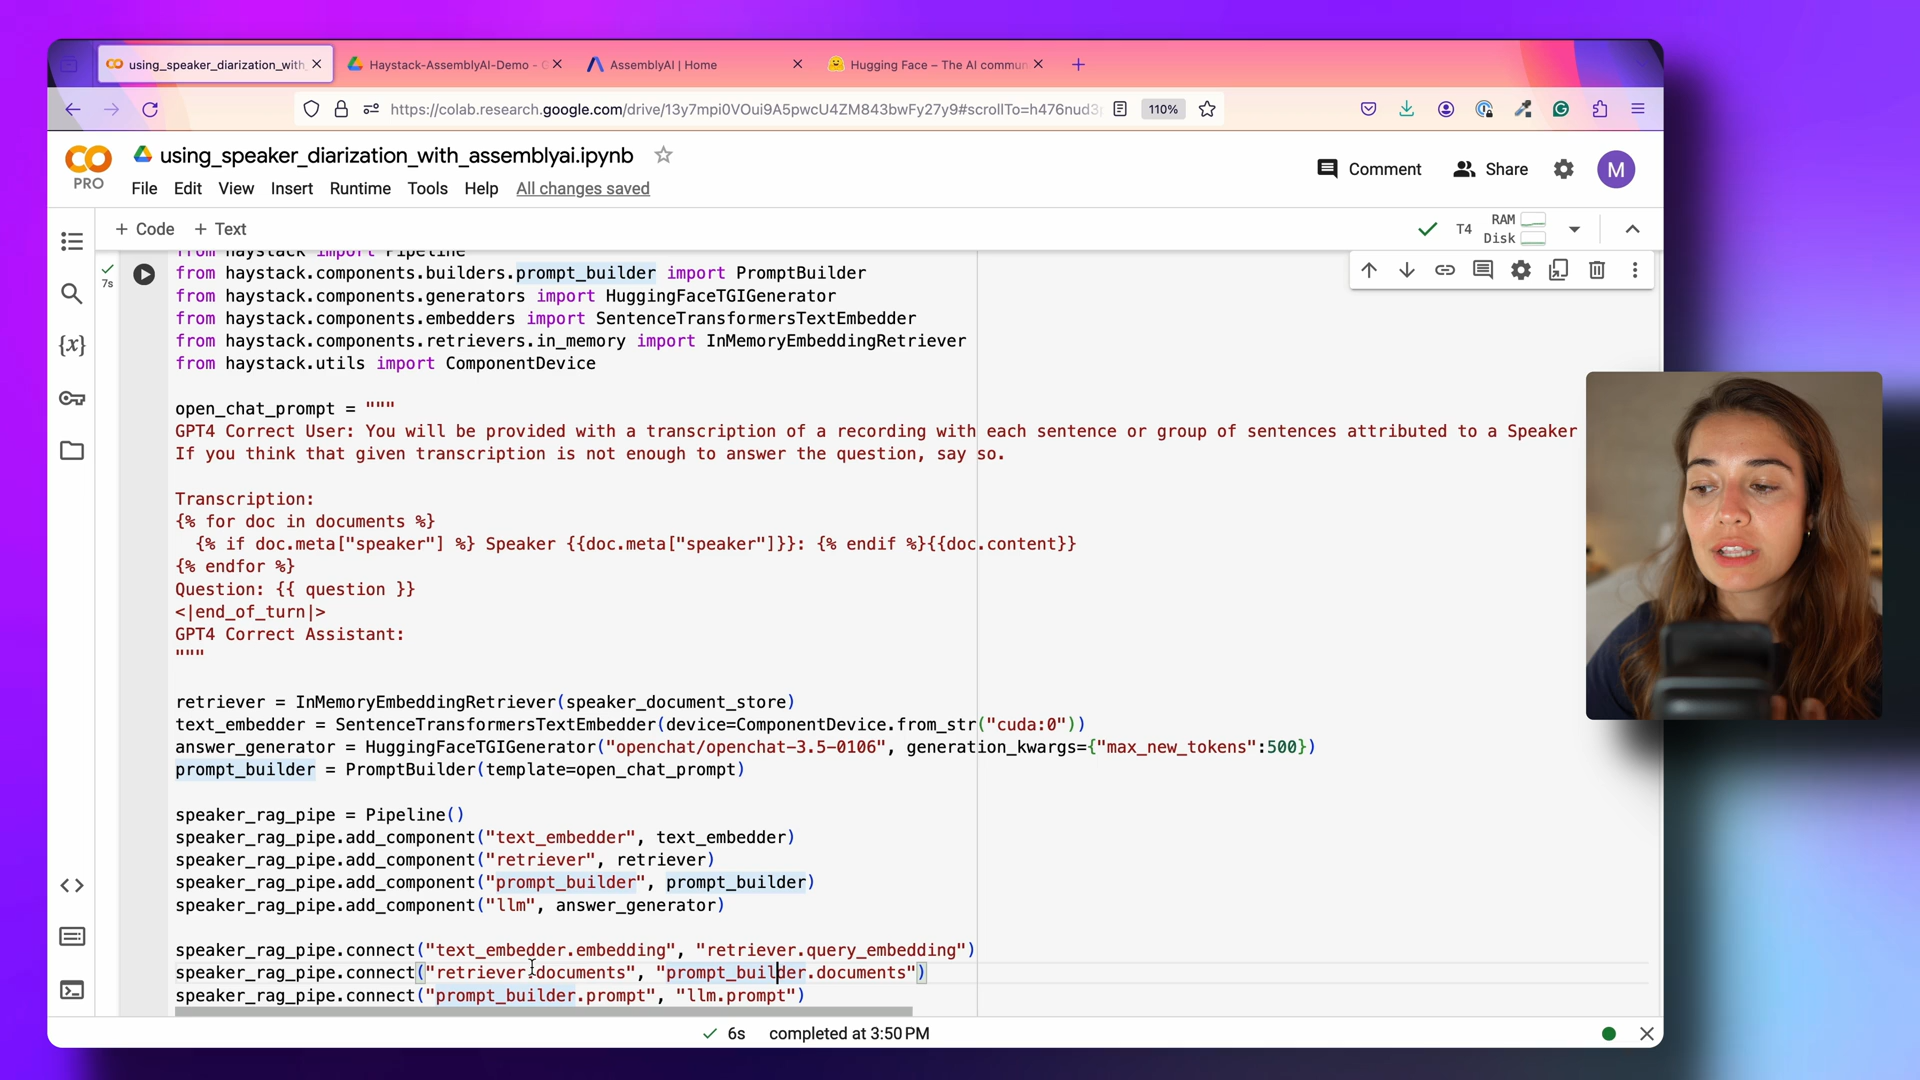 using_speaker_diarization_with_
Haystack-AssemblyAI-Demo - G
AssemblyAI | Home
Hugging Face – The AI commun
https://colab.research.google.com/drive/13y7mpi0VOui9A5pwcU4ZM843bwFy27y9#scrollTo=h476nud3
110%
CO
PRO
using_speaker_diarization_with_assemblyai.ipynb
Comment
Share
M
File Edit View Insert Runtime Tools Help All changes saved
+ Code + Text
T4
RAM
Disk
from haystack import Pipeline
7s
from haystack.components.builders.prompt_builder import PromptBuilder
from haystack.components.generators import HuggingFaceTGIGenerator
from haystack.components.embedders import SentenceTransformersTextEmbedder
from haystack.components.retrievers.in_memory import InMemoryEmbeddingRetriever
from haystack.utils import ComponentDevice
open_chat_prompt = """
GPT4 Correct User: You will be provided with a transcription of a recording with each sentence or group of sentences attributed to a Speaker
If you think that given transcription is not enough to answer the question, say so.
Transcription:
{% for doc in documents %}
{% if doc.meta["speaker"] %} Speaker {{doc.meta["speaker"]}}: {% endif %}{{doc.content}}
{% endfor %}
Question: {{ question }}
<|end_of_turn|>
GPT4 Correct Assistant:
"""
retriever = InMemoryEmbeddingRetriever(speaker_document_store)
text_embedder = SentenceTransformersTextEmbedder(device=ComponentDevice.from_str("cuda:0"))
answer_generator = HuggingFaceTGIGenerator("openchat/openchat-3.5-0106", generation_kwargs={"max_new_tokens":500})
prompt_builder = PromptBuilder(template=open_chat_prompt)
speaker_rag_pipe = Pipeline()
speaker_rag_pipe.add_component("text_embedder", text_embedder)
speaker_rag_pipe.add_component("retriever", retriever)
speaker_rag_pipe.add_component("prompt_builder", prompt_builder)
speaker_rag_pipe.add_component("llm", answer_generator)
speaker_rag_pipe.connect("text_embedder.embedding", "retriever.query_embedding")
speaker_rag_pipe.connect("retriever.documents", "prompt_builder.documents")
speaker_rag_pipe.connect("prompt_builder.prompt", "llm.prompt")
6s completed at 3:50 PM